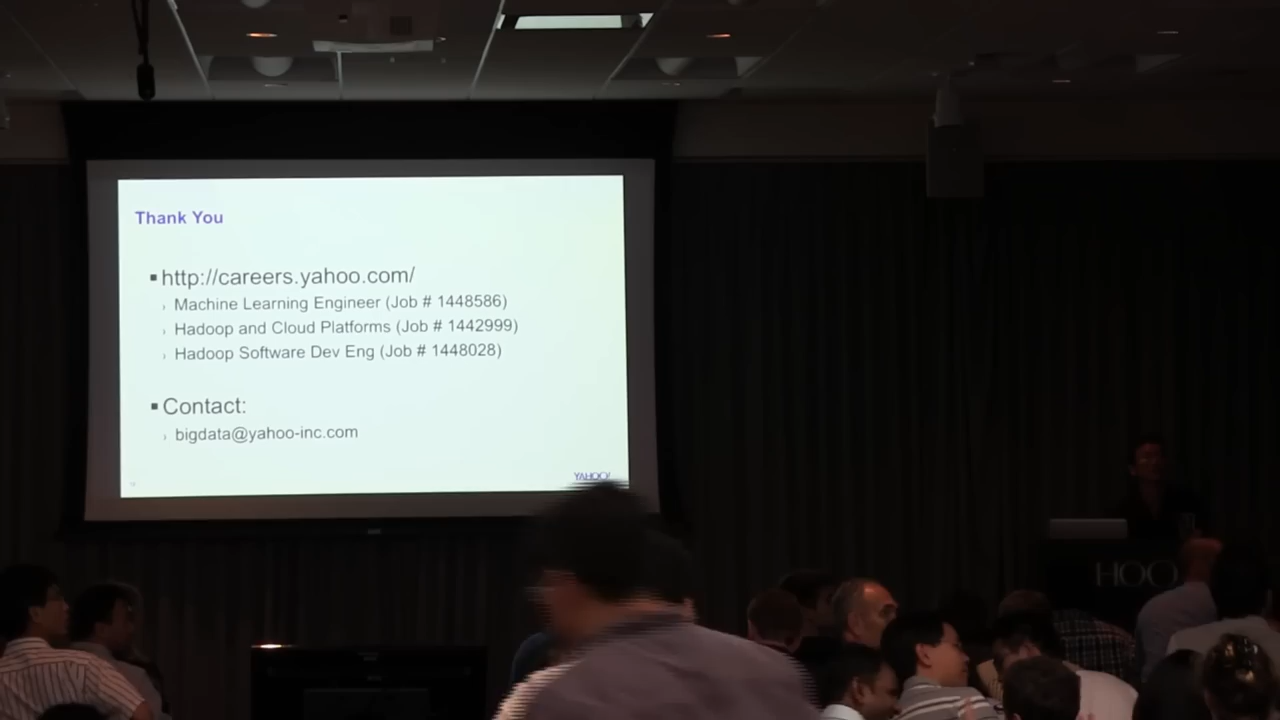 Thank You
▪ http://careers.yahoo.com/
› Machine Learning Engineer (Job # 1448586)
› Hadoop and Cloud Platforms (Job # 1442999)
› Hadoop Software Dev Eng (Job # 1448028)
▪ Contact:
› bigdata@yahoo-inc.com
YAHOO!
HOO